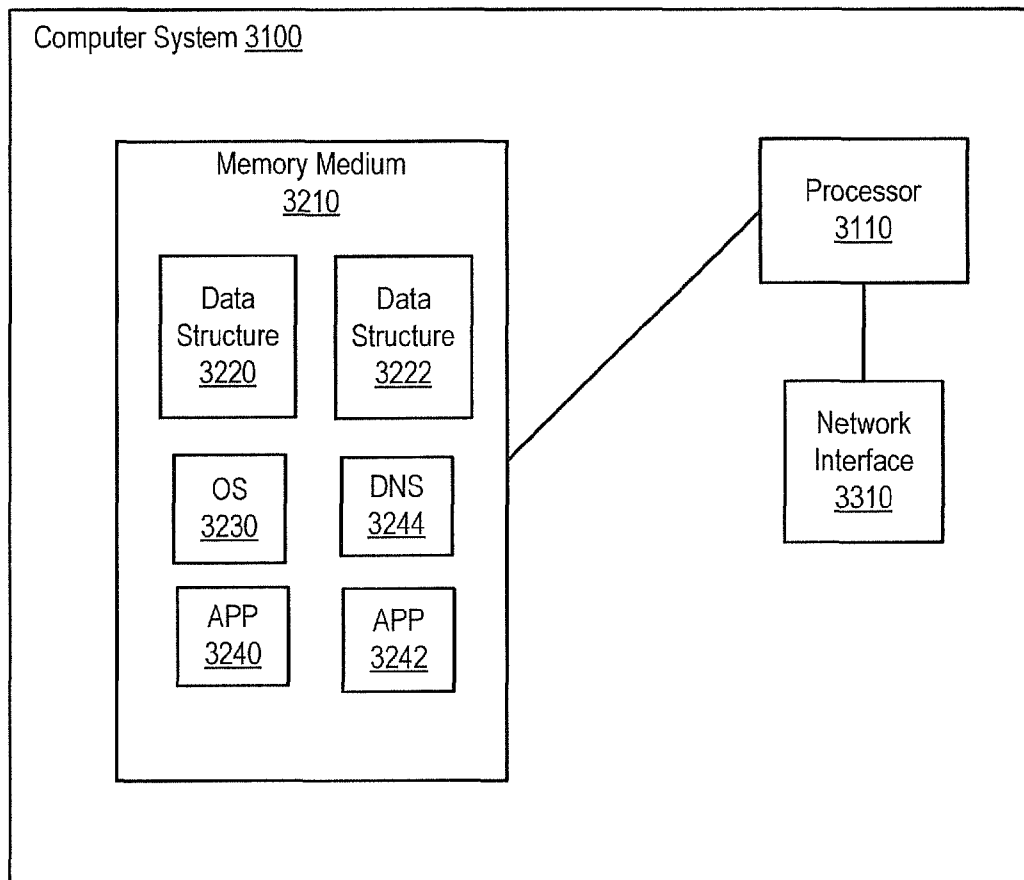 Computer System 3100
Memory Medium
3210
Data
Structure
3220
Data
Structure
3222
OS
3230
DNS
3244
APP
3240
APP
3242
Processor
3110
Network
Interface
3310